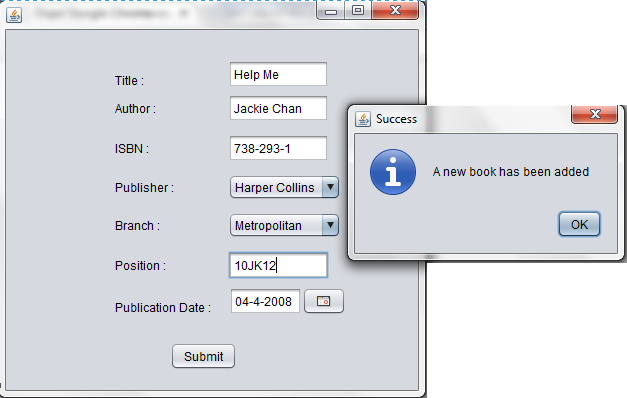 Title : Help Me
Author : Jackie Chan
ISBN : 738-293-1
Publisher : Harper Collins
Branch : Metropolitan
Position : 10JK12
Publication Date : 04-4-2008
Submit
Success
A new book has been added
OK